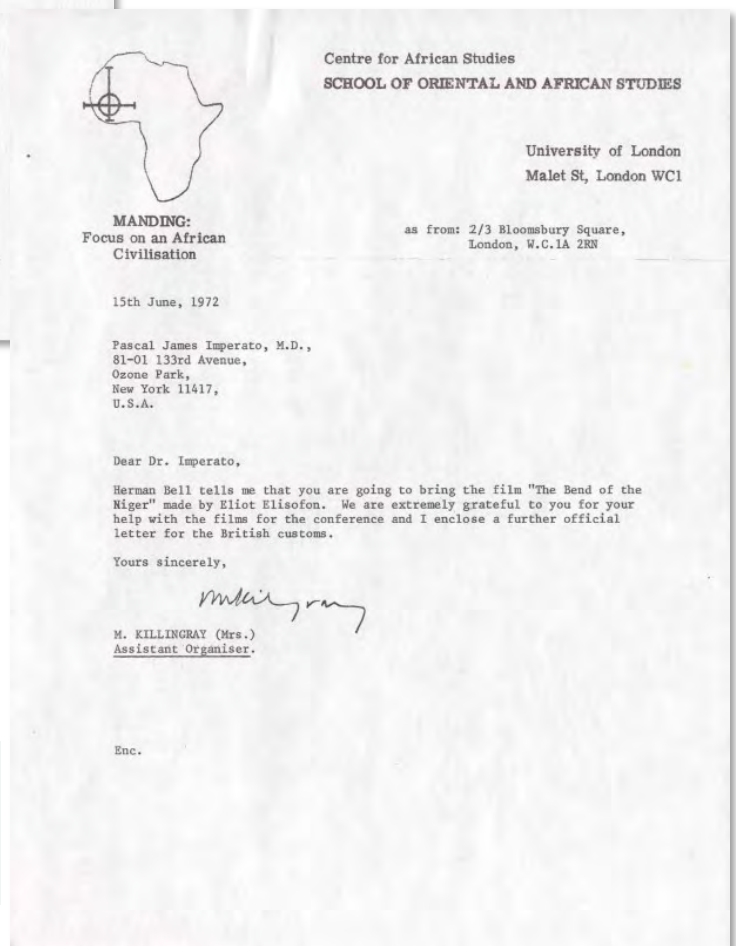 Centre for African Studies
SCHOOL OF ORIENTAL AND AFRICAN STUDIES
University of London
Malet St, London WC1
MANDING:
Focus on an African
Civilisation
as from: 2/3 Bloomsbury Square,
London, W.C.1A 2RN
15th June, 1972
Pascal James Imperato, M.D.,
81-01 133rd Avenue,
Ozone Park,
New York 11417,
U.S.A.
Dear Dr. Imperato,
Herman Bell tells me that you are going to bring the film "The Bend of the
Niger" made by Eliot Elisofon. We are extremely grateful to you for your
help with the films for the conference and I enclose a further official
letter for the British customs.
Yours sincerely,
M. KILLINGRAY (Mrs.)
Assistant Organiser.
Enc.